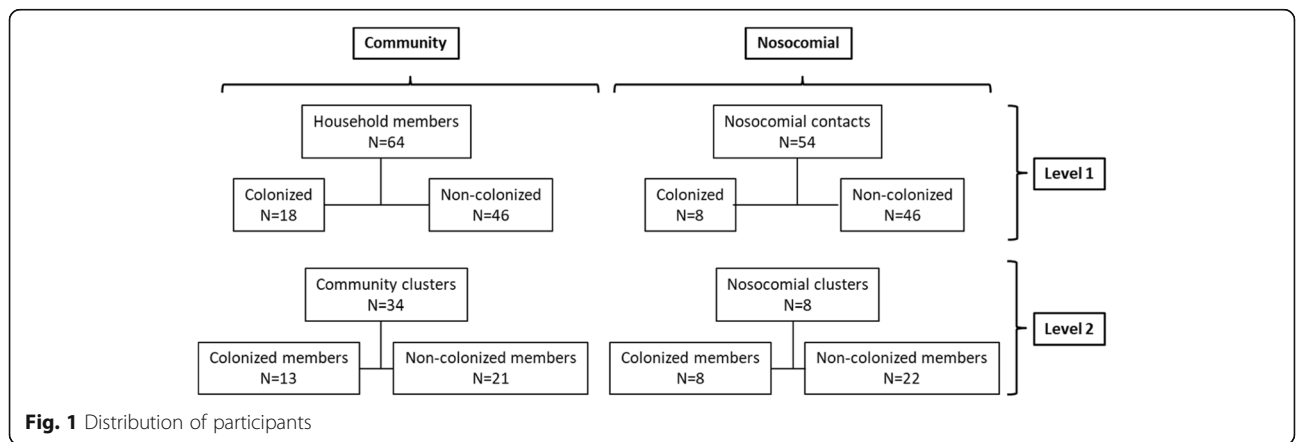 Community
Nosocomial
Household members
N=64
Nosocomial contacts
N=54
Level 1
Colonized
N=18
Non-colonized
N=46
Colonized
N=8
Non-colonized
N=46
Community clusters
N=34
Nosocomial clusters
N=8
Level 2
Colonized members
N=13
Non-colonized members
N=21
Colonized members
N=8
Non-colonized members
N=22
Fig. 1 Distribution of participants